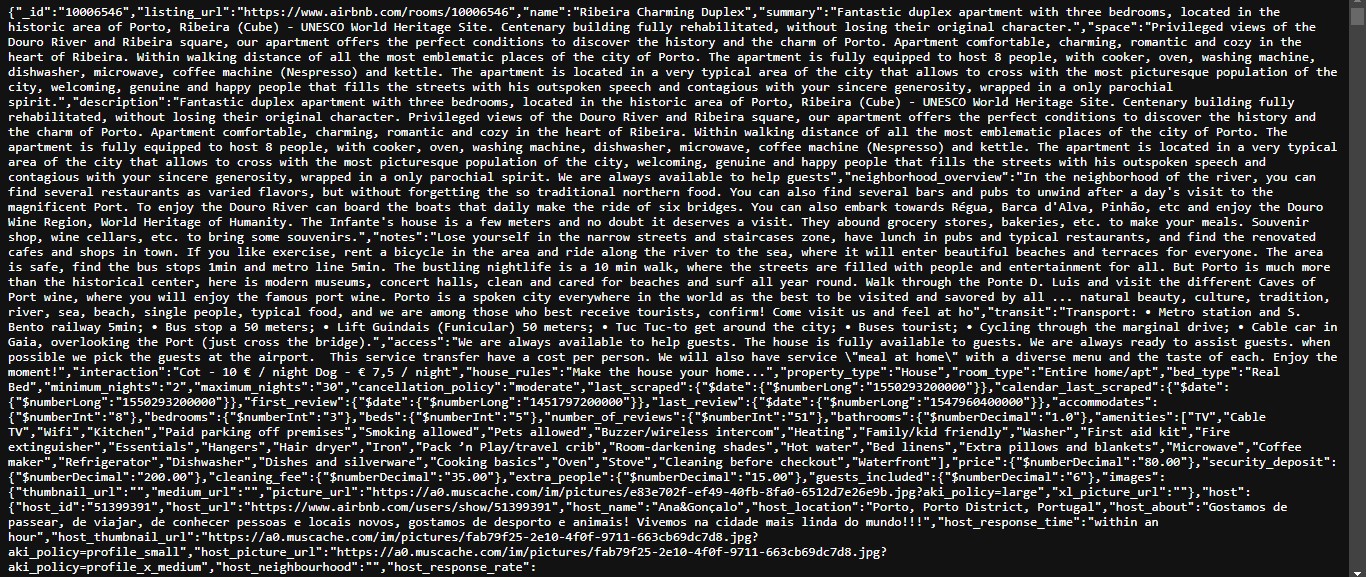 {"_id":"10006546","listing_url":"https://www.airbnb.com/rooms/10006546","name":"Ribeira Charming Duplex","summary":"Fantastic duplex apartment with three bedrooms, located in the
historic area of Porto, Ribeira (Cube) - UNESCO World Heritage Site. Centenary building fully rehabilitated, without losing their original character.","space":"Privileged views of the
Douro River and Ribeira square, our apartment offers the perfect conditions to discover the history and the charm of Porto. Apartment comfortable, charming, romantic and cozy in the
heart of Ribeira. Within walking distance of all the most emblematic places of the city of Porto. The apartment is fully equipped to host 8 people, with cooker, oven, washing machine,
dishwasher, microwave, coffee machine (Nespresso) and kettle. The apartment is located in a very typical area of the city that allows to cross with the most picturesque population of the
city, welcoming, genuine and happy people that fills the streets with his outspoken speech and contagious with your sincere generosity, wrapped in a only parochial
spirit.","description":"Fantastic duplex apartment with three bedrooms, located in the historic area of Porto, Ribeira (Cube) - UNESCO World Heritage Site. Centenary building fully
rehabilitated, without losing their original character. Privileged views of the Douro River and Ribeira square, our apartment offers the perfect conditions to discover the history and
the charm of Porto. Apartment comfortable, charming, romantic and cozy in the heart of Ribeira. Within walking distance of all the most emblematic places of the city of Porto. The
apartment is fully equipped to host 8 people, with cooker, oven, washing machine, dishwasher, microwave, coffee machine (Nespresso) and kettle. The apartment is located in a very typical
area of the city that allows to cross with the most picturesque population of the city, welcoming, genuine and happy people that fills the streets with his outspoken speech and
contagious with your sincere generosity, wrapped in a only parochial spirit. We are always available to help guests","neighborhood_overview":"In the neighborhood of the river, you can
find several restaurants as varied flavors, but without forgetting the so traditional northern food. You can also find several bars and pubs to unwind after a day's visit to the
magnificent Port. To enjoy the Douro River can board the boats that daily make the ride of six bridges. You can also embark towards Régua, Barca d'Alva, Pinhão, etc and enjoy the Douro
Wine Region, World Heritage of Humanity. The Infante's house is a few meters and no doubt it deserves a visit. They abound grocery stores, bakeries, etc. to make your meals. Souvenir
shop, wine cellars, etc. to bring some souvenirs.","notes":"Lose yourself in the narrow streets and staircases zone, have lunch in pubs and typical restaurants, and find the renovated
cafes and shops in town. If you like exercise, rent a bicycle in the area and ride along the river to the sea, where it will enter beautiful beaches and terraces for everyone. The area
is safe, find the bus stops 1min and metro line 5min. The bustling nightlife is a 10 min walk, where the streets are filled with people and entertainment for all. But Porto is much more
than the historical center, here is modern museums, concert halls, clean and cared for beaches and surf all year round. Walk through the Ponte D. Luis and visit the different Caves of
Port wine, where you will enjoy the famous port wine. Porto is a spoken city everywhere in the world as the best to be visited and savored by all ... natural beauty, culture, tradition,
river, sea, beach, single people, typical food, and we are among those who best receive tourists, confirm! Come visit us and feel at ho","transit":"Transport: • Metro station and S.
Bento railway 5min; • Bus stop a 50 meters; • Lift Guindais (Funicular) 50 meters; • Tuc Tuc-to get around the city; • Buses tourist; • Cycling through the marginal drive; • Cable car in
Gaia, overlooking the Port (just cross the bridge).","access":"We are always available to help guests. The house is fully available to guests. We are always ready to assist guests. when
possible we pick the guests at the airport.  This service transfer have a cost per person. We will also have service \"meal at home\" with a diverse menu and the taste of each. Enjoy the
moment!","interaction":"Cot - 10 € / night Dog - € 7,5 / night","house_rules":"Make the house your home...","property_type":"House","room_type":"Entire home/apt","bed_type":"Real
Bed","minimum_nights":"2","maximum_nights":"30","cancellation_policy":"moderate","last_scraped":{"$date":{"$numberLong":"1550293200000"}},"calendar_last_scraped":{"$date":
{"$numberLong":"1550293200000"}},"first_review":{"$date":{"$numberLong":"1451797200000"}},"last_review":{"$date":{"$numberLong":"1547960400000"}},"accommodates":
{"$numberInt":"8"},"bedrooms":{"$numberInt":"3"},"beds":{"$numberInt":"5"},"number_of_reviews":{"$numberInt":"51"},"bathrooms":{"$numberDecimal":"1.0"},"amenities":["TV","Cable
TV","Wifi","Kitchen","Paid parking off premises","Smoking allowed","Pets allowed","Buzzer/wireless intercom","Heating","Family/kid friendly","Washer","First aid kit","Fire
extinguisher","Essentials","Hangers","Hair dryer","Iron","Pack ’n Play/travel crib","Room-darkening shades","Hot water","Bed linens","Extra pillows and blankets","Microwave","Coffee
maker","Refrigerator","Dishwasher","Dishes and silverware","Cooking basics","Oven","Stove","Cleaning before checkout","Waterfront"],"price":{"$numberDecimal":"80.00"},"security_deposit":
{"$numberDecimal":"200.00"},"cleaning_fee":{"$numberDecimal":"35.00"},"extra_people":{"$numberDecimal":"15.00"},"guests_included":{"$numberDecimal":"6"},"images":
{"thumbnail_url":"","medium_url":"","picture_url":"https://a0.muscache.com/im/pictures/e83e702f-ef49-40fb-8fa0-6512d7e26e9b.jpg?aki_policy=large","xl_picture_url":""},"host":
{"host_id":"51399391","host_url":"https://www.airbnb.com/users/show/51399391","host_name":"Ana&Gonçalo","host_location":"Porto, Porto District, Portugal","host_about":"Gostamos de
passear, de viajar, de conhecer pessoas e locais novos, gostamos de desporto e animais! Vivemos na cidade mais linda do mundo!!!","host_response_time":"within an
hour","host_thumbnail_url":"https://a0.muscache.com/im/pictures/fab79f25-2e10-4f0f-9711-663cb69dc7d8.jpg?
aki_policy=profile_small","host_picture_url":"https://a0.muscache.com/im/pictures/fab79f25-2e10-4f0f-9711-663cb69dc7d8.jpg?
aki_policy=profile_x_medium","host_neighbourhood":"","host_response_rate":